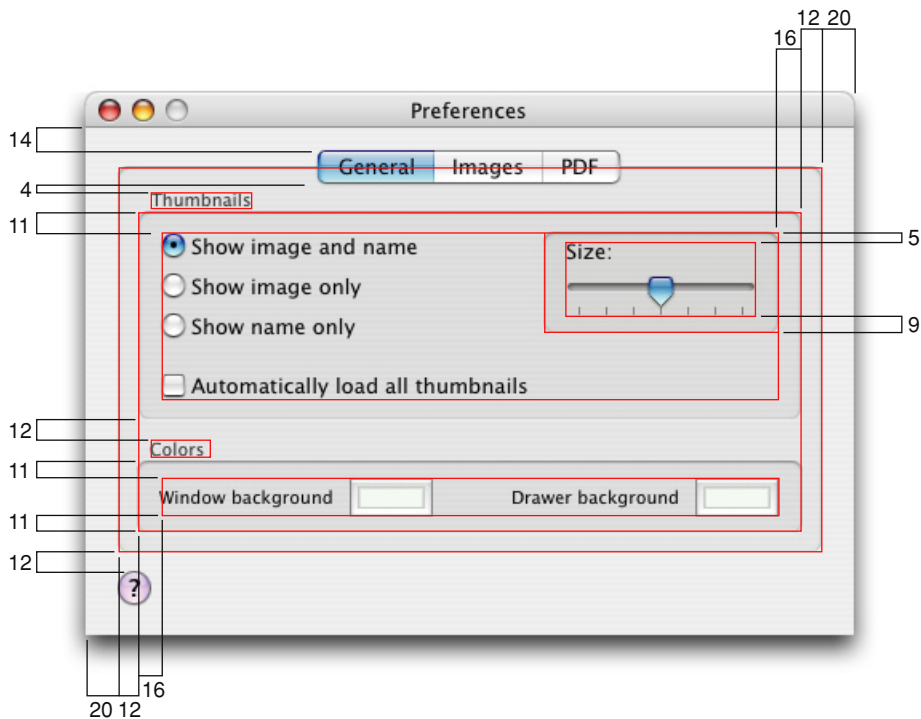 12 20
16
Preferences
14
General Images PDF
4
Thumbnails
11
Show image and name
Size:
5
Show image only
Show name only
9
Automatically load all thumbnails
12
Colors
11
Window background Drawer background
11
12
?
16
20 12